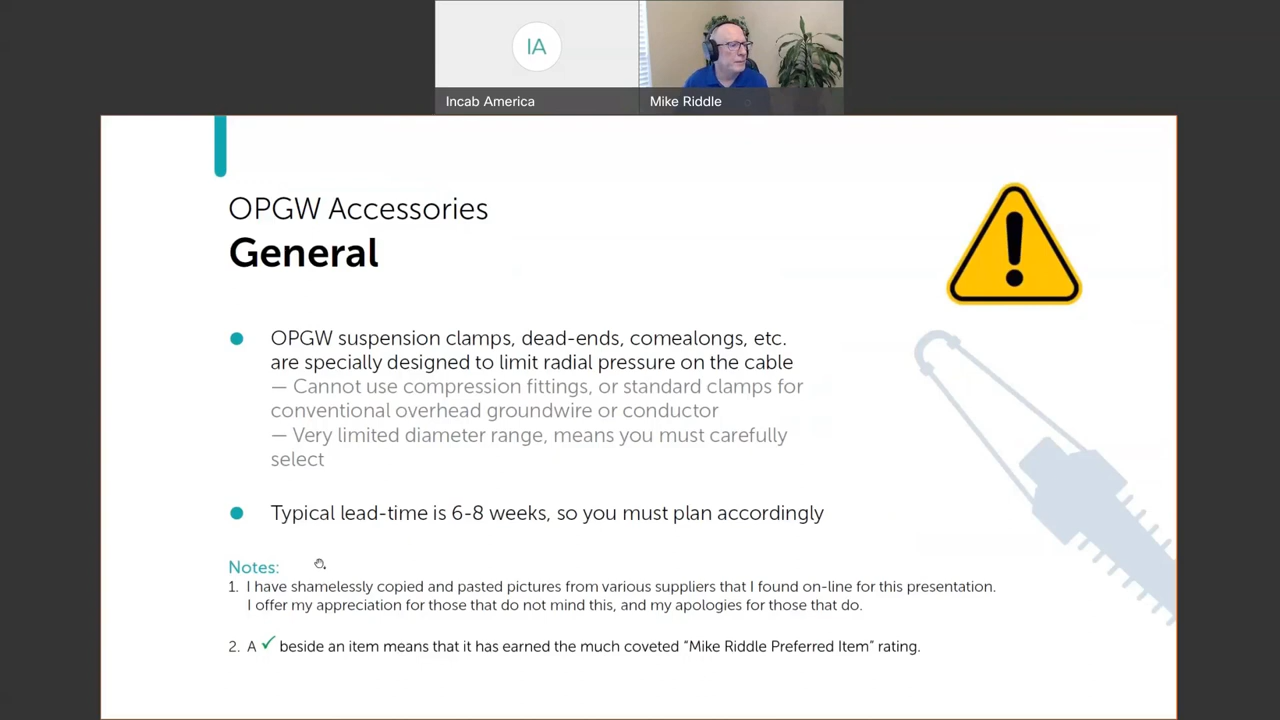 IA
Incab America
Mike Riddle
OPGW Accessories
General
OPGW suspension clamps, dead-ends, comealongs, etc.
are specially designed to limit radial pressure on the cable
— Cannot use compression fittings, or standard clamps for
conventional overhead groundwire or conductor
— Very limited diameter range, means you must carefully
select
Typical lead-time is 6-8 weeks, so you must plan accordingly
Notes:
1. I have shamelessly copied and pasted pictures from various suppliers that I found on-line for this presentation.
I offer my appreciation for those that do not mind this, and my apologies for those that do.
2. A ✓ beside an item means that it has earned the much coveted “Mike Riddle Preferred Item” rating.